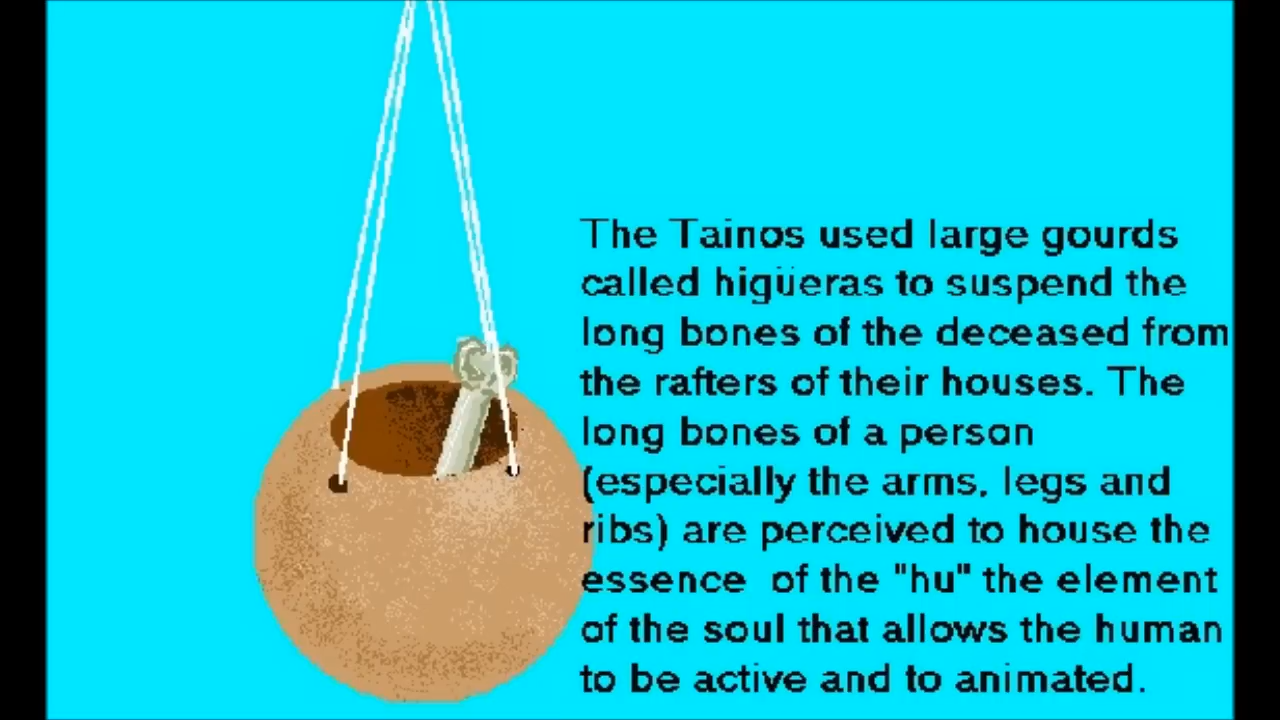 The Tainos used large gourds
called higüeras to suspend the
long bones of the deceased from
the rafters of their houses. The
long bones of a person
(especially the arms, legs and
ribs) are perceived to house the
essence of the "hu" the element
of the soul that allows the human
to be active and to animated.